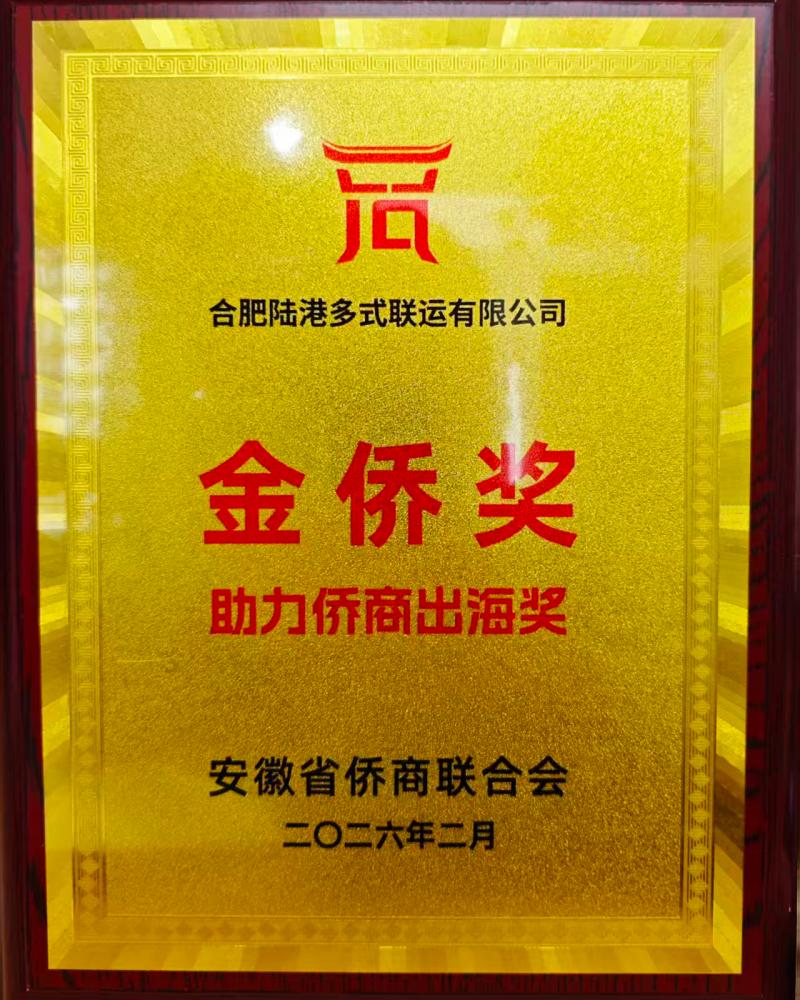 合肥陆港多式联运有限公司
金侨奖
助力侨商出海奖
安徽省侨商联合会
二〇二六年二月